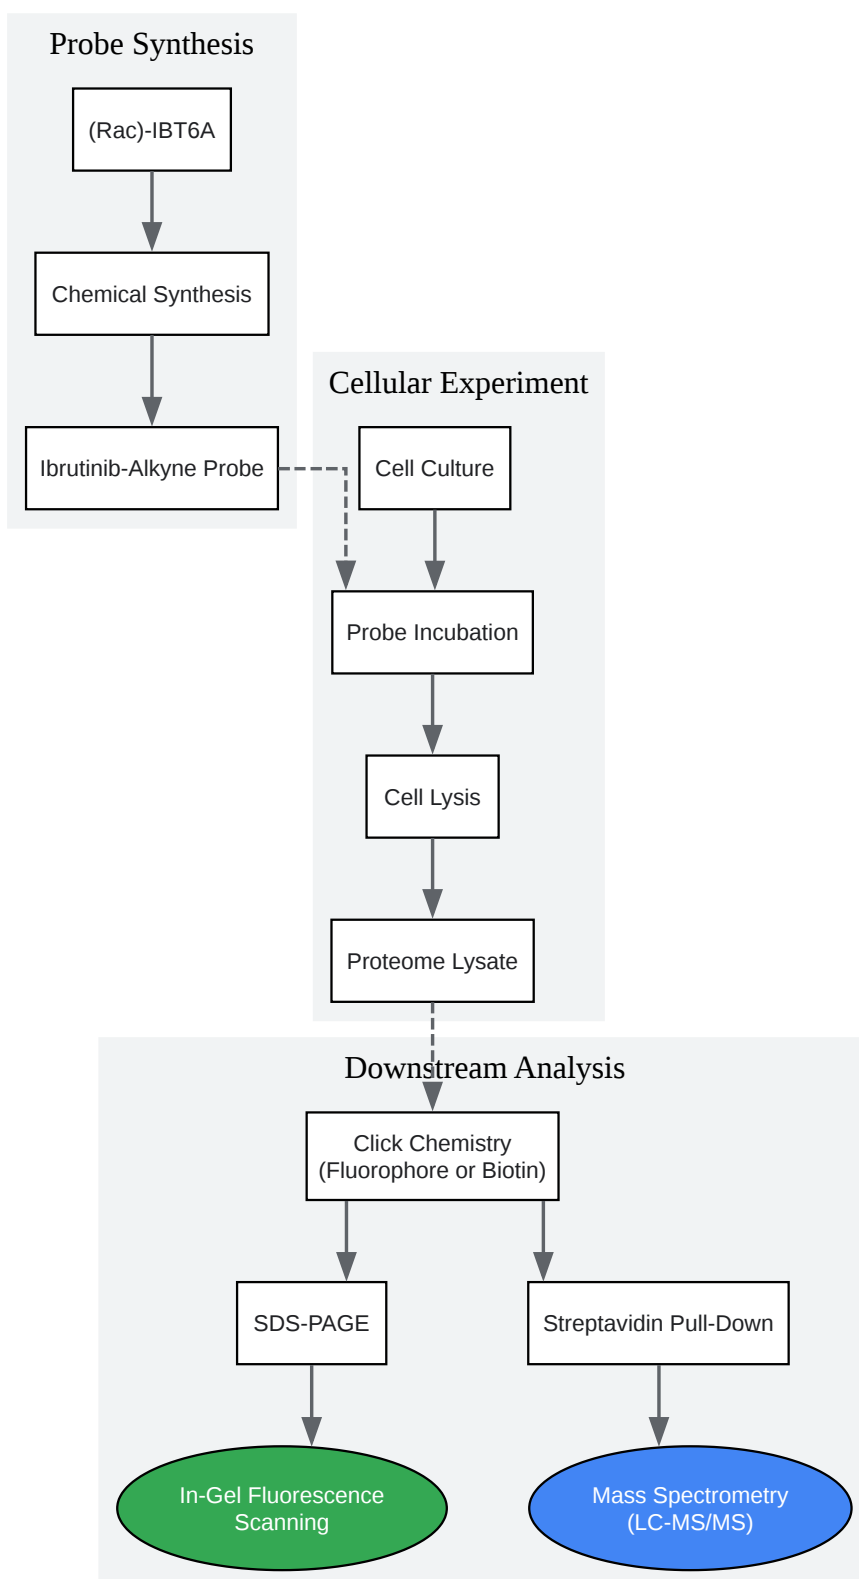 Probe Synthesis
(Rac)-IBT6A
Chemical Synthesis
Ibrutinib-Alkyne Probe
Cellular Experiment
Cell Culture
Probe Incubation
Cell Lysis
Proteome Lysate
Downstream Analysis
Click Chemistry
(Fluorophore or Biotin)
SDS-PAGE
Streptavidin Pull-Down
In-Gel Fluorescence
Scanning
Mass Spectrometry
(LC-MS/MS)